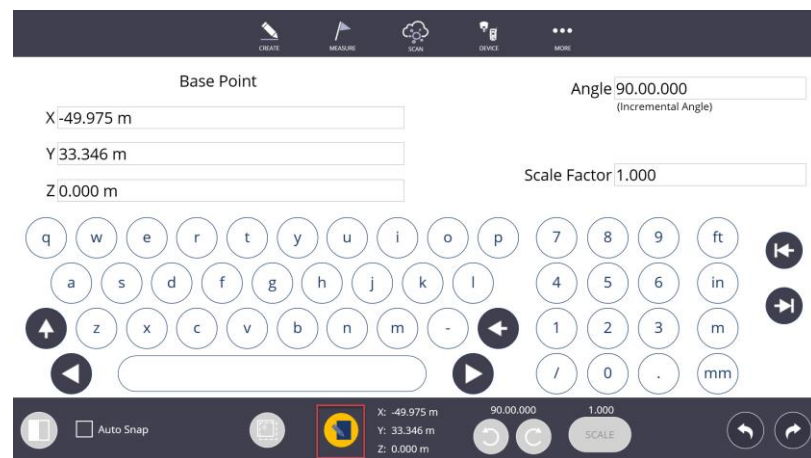 CREATE MEASURE SCAN DEVICE MORE
Base Point
X -49.975 m
Y 33.346 m
Z 0.000 m
Angle 90.00.000
(Incremental Angle)
Scale Factor 1.000
q w e r t y u i o p 7 8 9 ft
a s d f g h j k l 4 5 6 in
z x c v b n m - 1 2 3 m
/ 0 . mm
Auto Snap
X: -49.975 m
Y: 33.346 m
Z: 0.000 m
90.00.000
1.000
SCALE